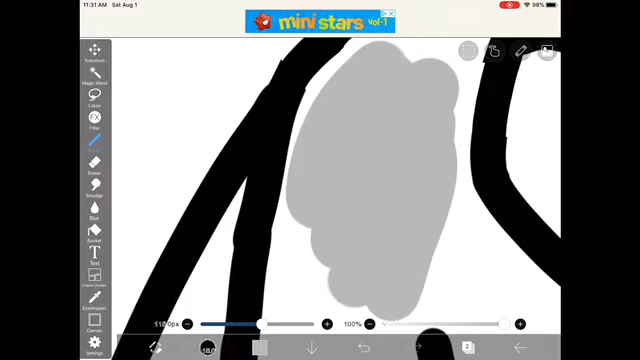 11:31 AM Sat Aug 1
98%
mini stars vol·1
Transform
Magic Wand
Lasso
FX
Filter
Eraser
Smudge
Blur
Bucket
T
Text
Frame Divider
Eyedropper
Canvas
Settings
100%
2